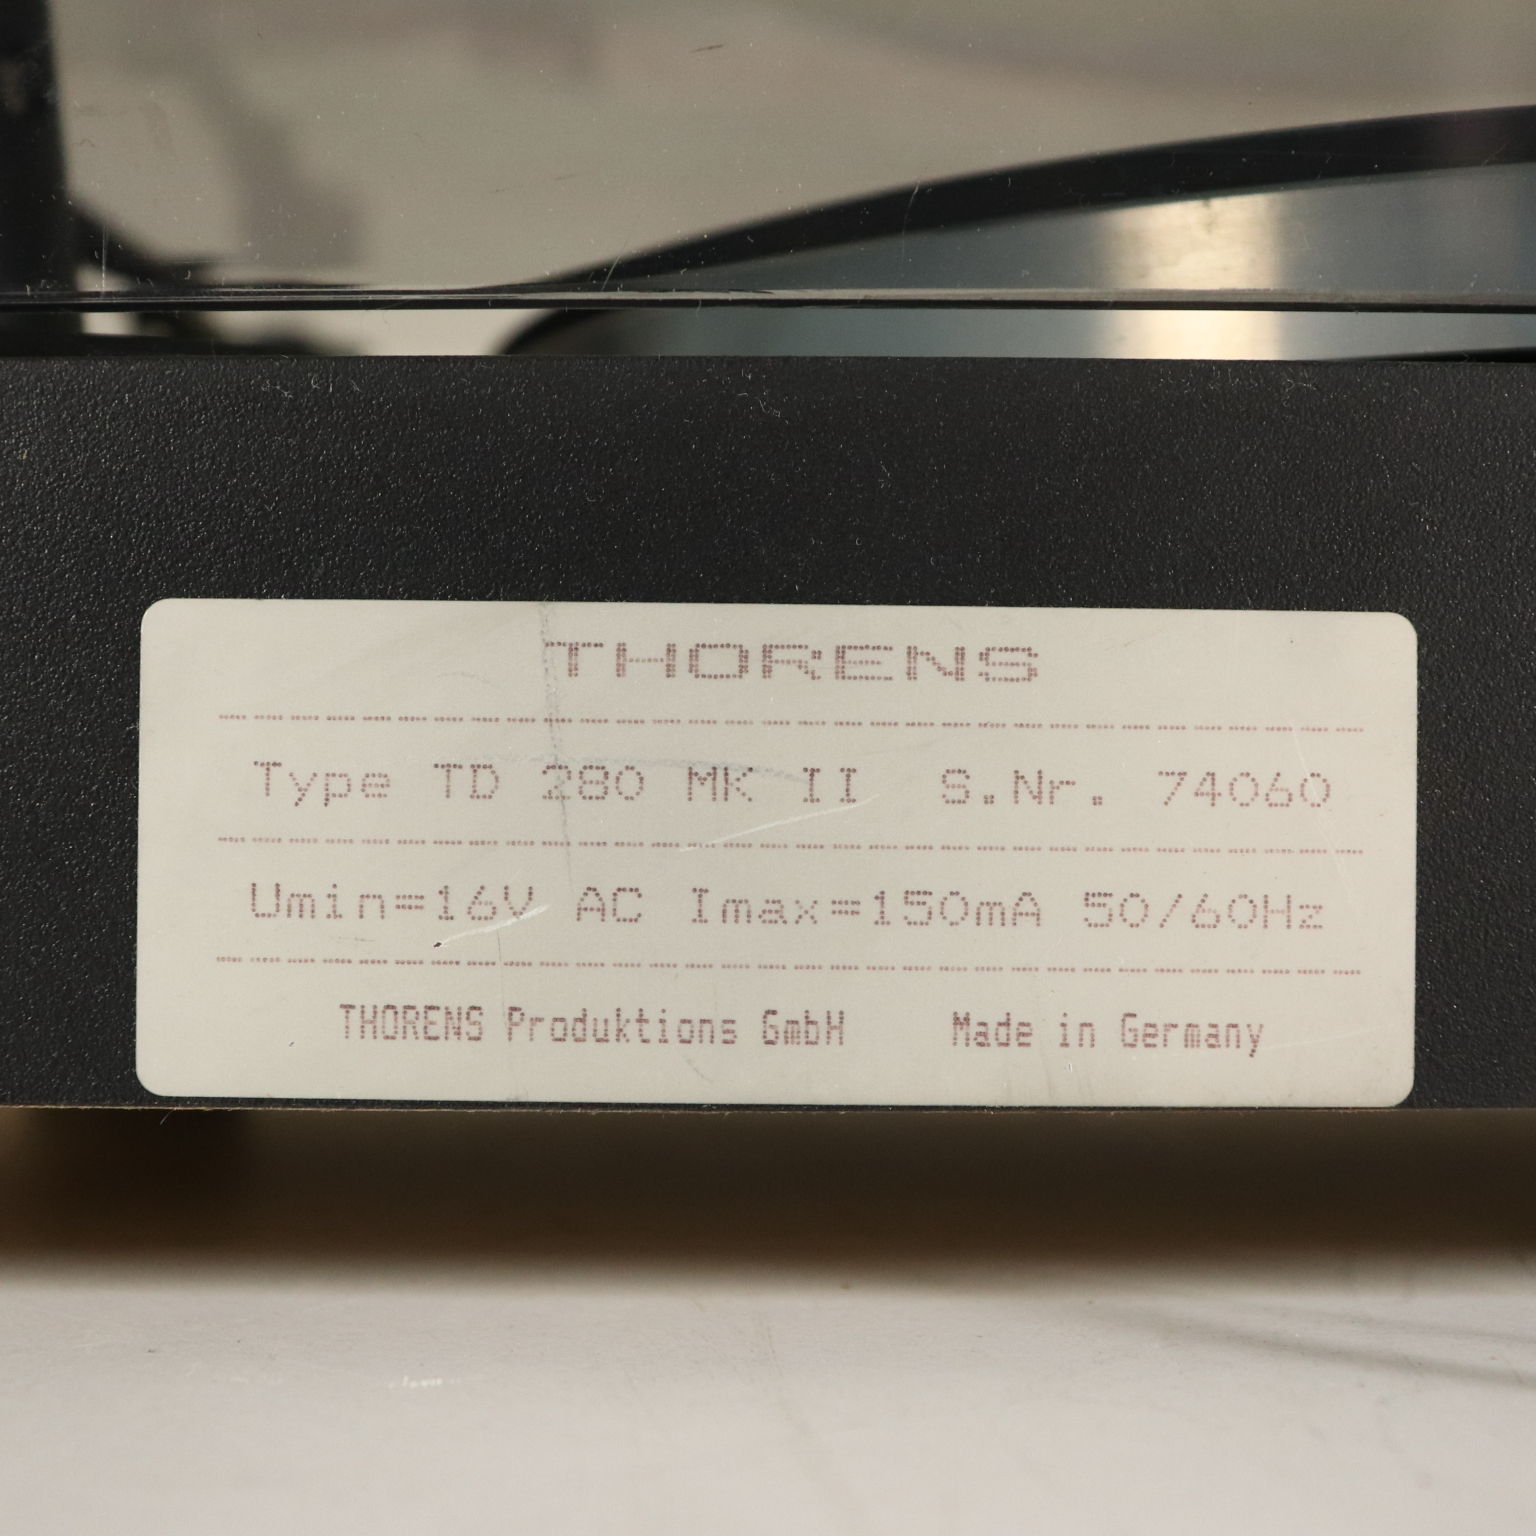 THORENS
Type TD 280 MK II S.Nr. 74060
Umin=16V AC Imax=150mA 50/60Hz
THORENS Produktions GmbH Made in Germany